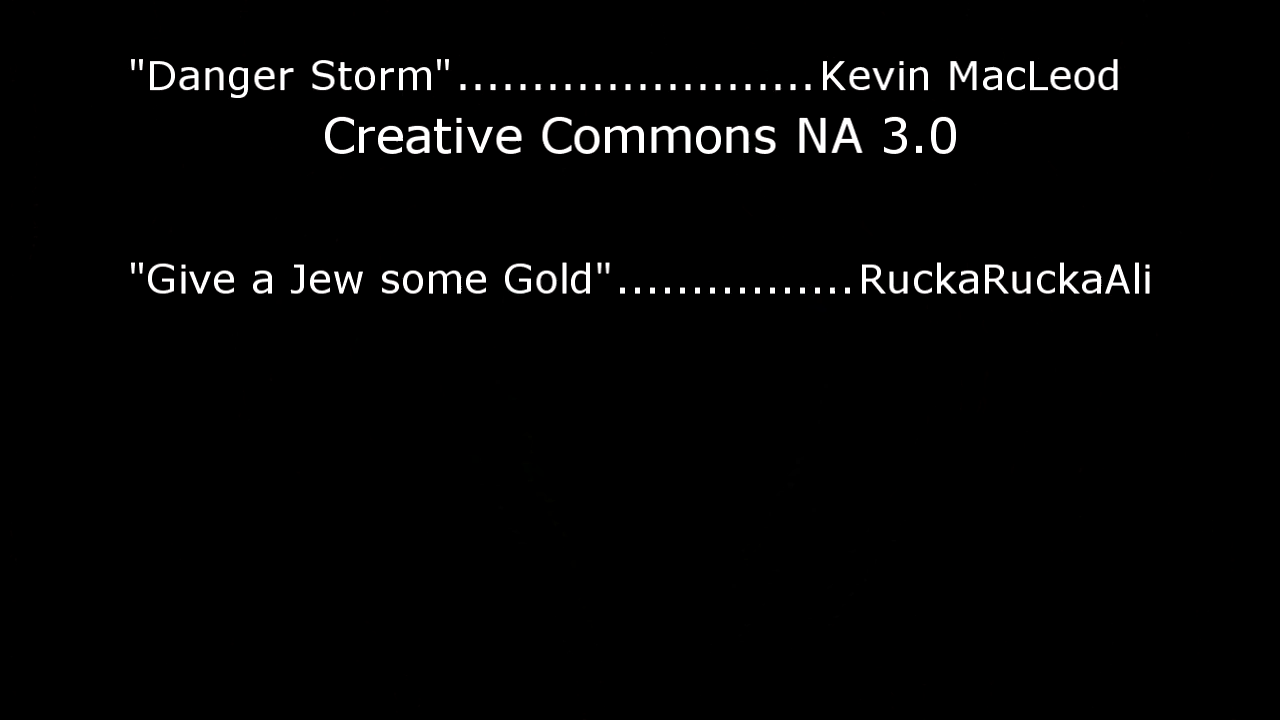 "Danger Storm"........................Kevin MacLeod
Creative Commons NA 3.0
"Give a Jew some Gold"................RuckaRuckaAli